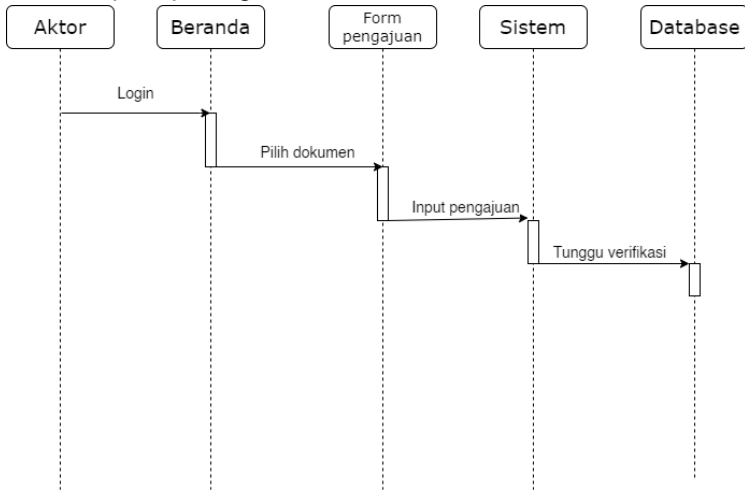 Aktor
Beranda
Form
pengajuan
Sistem
Database
Login
Pilih dokumen
Input pengajuan
Tunggu verifikasi